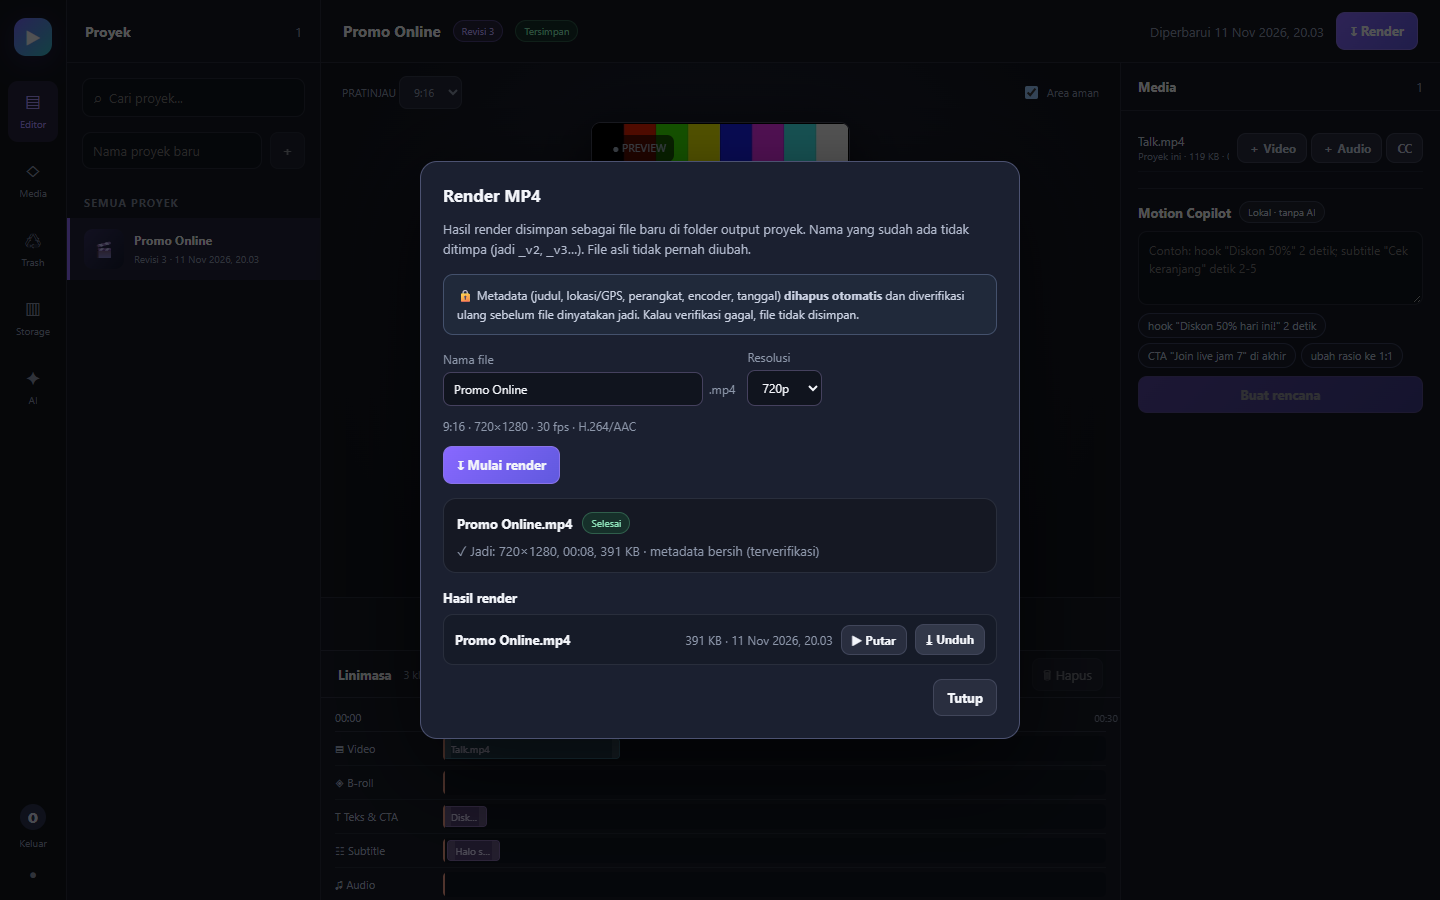 Proyek
1
Promo Online
Revisi 3
Tersimpan
Diperbarui 11 Nov 2026, 20.03
↧ Render
Editor
Media
Trash
Storage
AI
O
Keluar
Cari proyek...
Nama proyek baru
+
SEMUA PROYEK
Promo Online
Revisi 3 · 11 Nov 2026, 20.03
PRATINJAU
9:16
Area aman
● PREVIEW
Render MP4
Hasil render disimpan sebagai file baru di folder output proyek. Nama yang sudah ada tidak
ditimpa (jadi _v2, _v3…). File asli tidak pernah diubah.
🔒 Metadata (judul, lokasi/GPS, perangkat, encoder, tanggal) dihapus otomatis dan diverifikasi
ulang sebelum file dinyatakan jadi. Kalau verifikasi gagal, file tidak disimpan.
Nama file
Promo Online
.mp4
Resolusi
720p
9:16 · 720×1280 · 30 fps · H.264/AAC
↧ Mulai render
Promo Online.mp4
Selesai
✓ Jadi: 720×1280, 00:08, 391 KB · metadata bersih (terverifikasi)
Hasil render
Promo Online.mp4
391 KB · 11 Nov 2026, 20.03
▶ Putar
⤓ Unduh
Tutup
Media
1
Talk.mp4
Proyek ini · 119 KB ·
+ Video
+ Audio
CC
Motion Copilot
Lokal · tanpa AI
Contoh: hook "Diskon 50%" 2 detik; subtitle "Cek
keranjang" detik 2-5
hook "Diskon 50% hari ini!" 2 detik
CTA "Join live jam 7" di akhir
ubah rasio ke 1:1
Buat rencana
Linimasa
Hapus
00:00
00:30
Video
Talk.mp4
B-roll
T Teks & CTA
Disk...
Subtitle
Halo s...
♫ Audio